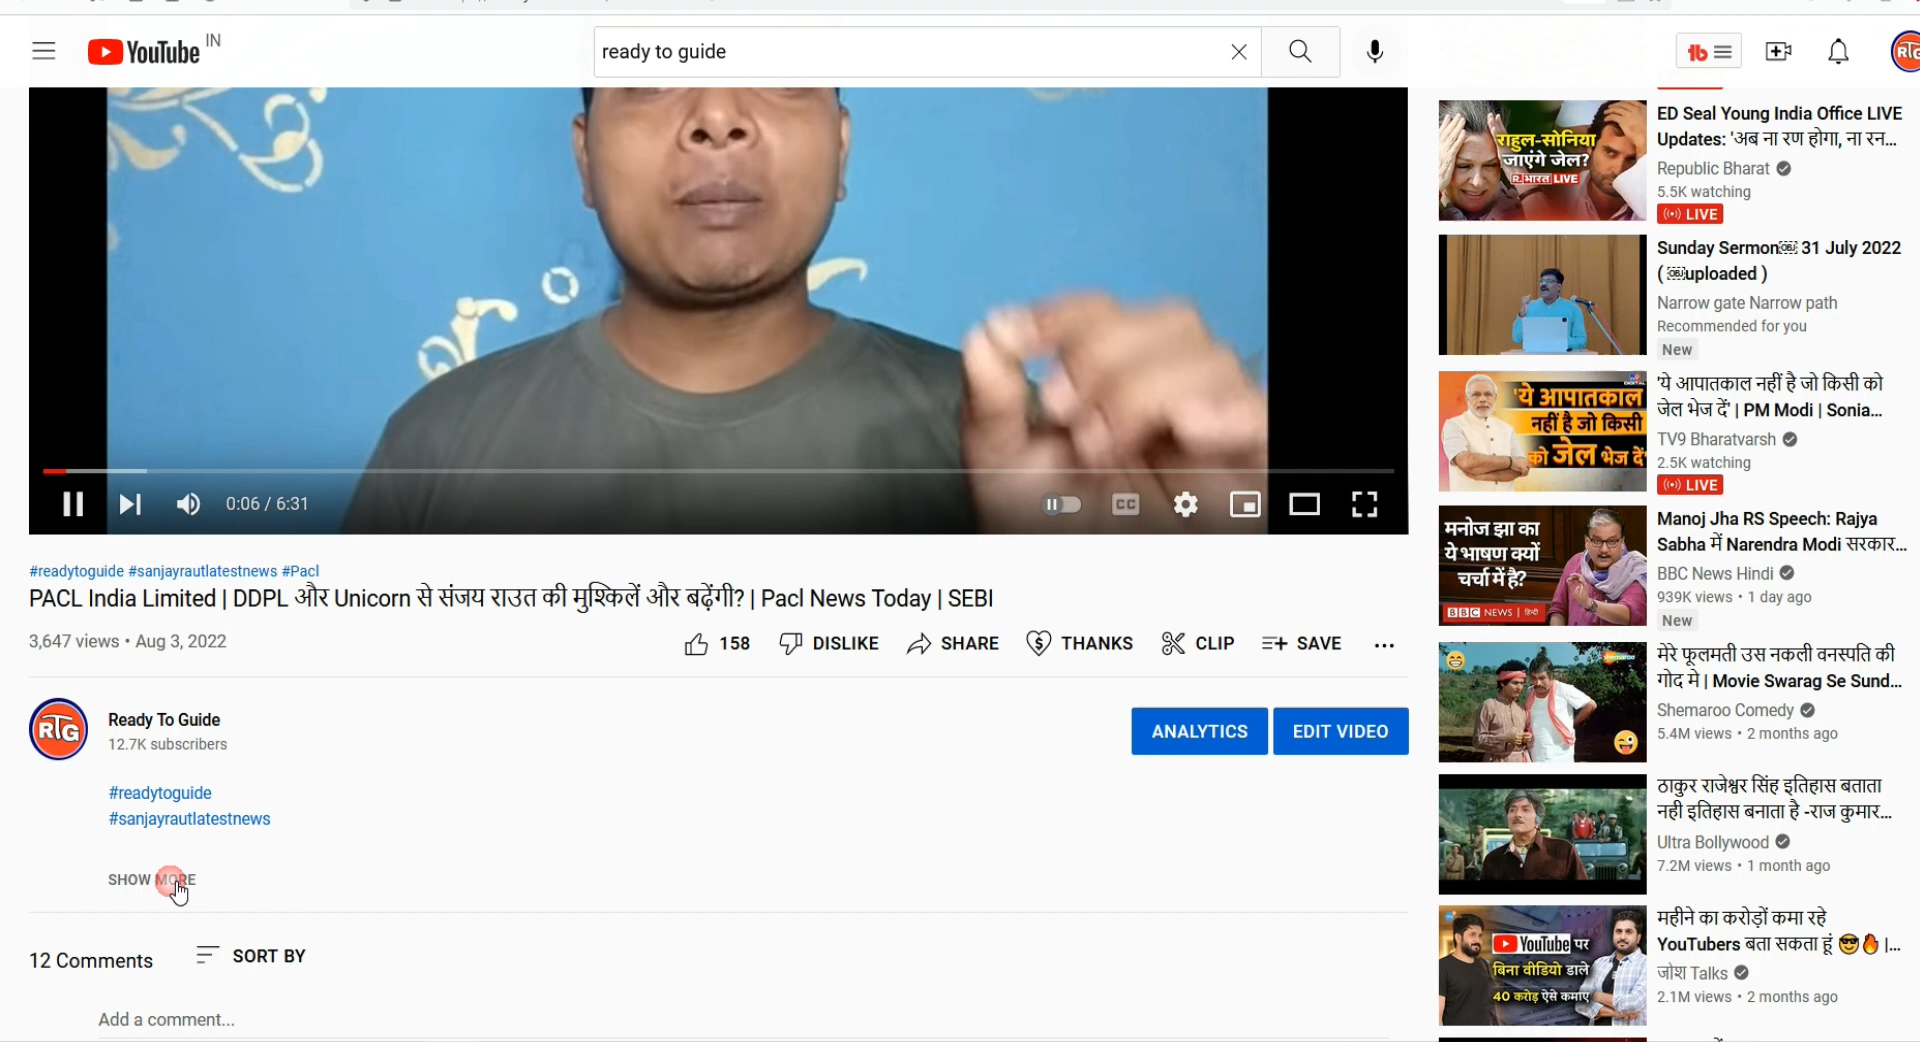 YouTube IN
ready to guide
RTG
0:06 / 6:31
CC
#readytoguide #sanjayrautlatestnews #Pacl
PACL India Limited | DDPL और Unicorn से संजय राउत की मुश्किलें और बढ़ेंगी? | Pacl News Today | SEBI
3,647 views • Aug 3, 2022
158
DISLIKE
SHARE
THANKS
CLIP
SAVE
RTG
Ready To Guide
12.7K subscribers
ANALYTICS
EDIT VIDEO
#readytoguide
#sanjayrautlatestnews
SHOW MORE
12 Comments
SORT BY
Add a comment...
राहुल-सोनिया
जाएंगे जेल?
R.भारत LIVE
ED Seal Young India Office LIVE
Updates: 'अब ना रण होगा, ना रन...
Republic Bharat
5.5K watching
LIVE
Sunday Sermon 31 July 2022
( uploaded )
Narrow gate Narrow path
Recommended for you
New
'ये आपातकाल
नहीं है जो किसी
को जेल भेज दें'
'ये आपातकाल नहीं है जो किसी को
जेल भेज दें' | PM Modi | Sonia...
TV9 Bharatvarsh
2.5K watching
LIVE
मनोज झा का
ये भाषण क्यों
चर्चा में है?
BBC NEWS | हिन्दी
Manoj Jha RS Speech: Rajya
Sabha में Narendra Modi सरकार...
BBC News Hindi
939K views • 1 day ago
New
मेरे फूलमती उस नकली वनस्पति की
गोद मे | Movie Swarag Se Sund...
Shemaroo Comedy
5.4M views • 2 months ago
ठाकुर राजेश्वर सिंह इतिहास बताता
नही इतिहास बनाता है -राज कुमार...
Ultra Bollywood
7.2M views • 1 month ago
YouTube पर
बिना वीडियो डाले
40 करोड़ ऐसे कमाए
महीने का करोड़ों कमा रहे
YouTubers बता सकता हूं 😎🔥 |...
जोश Talks
2.1M views • 2 months ago